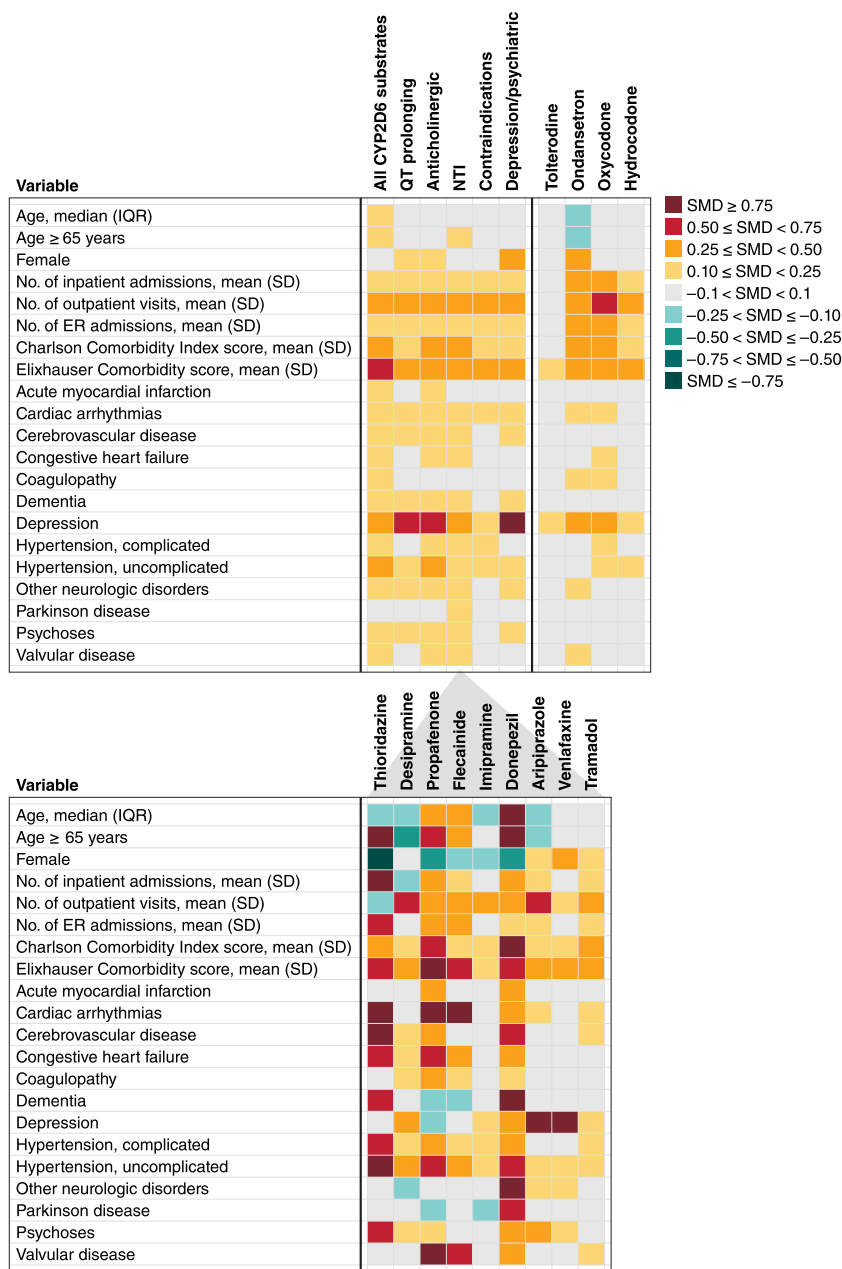 All CYP2D6 substrates
QT prolonging
Anticholinergic
NTI
Contraindications
Depression/psychiatric
Tolterodine
Ondansetron
Oxycodone
Hydrocodone
Variable
Age, median (IQR)
Age ≥ 65 years
Female
No. of inpatient admissions, mean (SD)
No. of outpatient visits, mean (SD)
No. of ER admissions, mean (SD)
Charlson Comorbidity Index score, mean (SD)
Elixhauser Comorbidity score, mean (SD)
Acute myocardial infarction
Cardiac arrhythmias
Cerebrovascular disease
Congestive heart failure
Coagulopathy
Dementia
Depression
Hypertension, complicated
Hypertension, uncomplicated
Other neurologic disorders
Parkinson disease
Psychoses
Valvular disease
SMD ≥ 0.75
0.50 ≤ SMD < 0.75
0.25 ≤ SMD < 0.50
0.10 ≤ SMD < 0.25
−0.1 < SMD < 0.1
−0.25 < SMD ≤ −0.10
−0.50 < SMD ≤ −0.25
−0.75 < SMD ≤ −0.50
SMD ≤ −0.75
Thioridazine
Desipramine
Propafenone
Flecainide
Imipramine
Donepezil
Aripiprazole
Venlafaxine
Tramadol
Variable
Age, median (IQR)
Age ≥ 65 years
Female
No. of inpatient admissions, mean (SD)
No. of outpatient visits, mean (SD)
No. of ER admissions, mean (SD)
Charlson Comorbidity Index score, mean (SD)
Elixhauser Comorbidity score, mean (SD)
Acute myocardial infarction
Cardiac arrhythmias
Cerebrovascular disease
Congestive heart failure
Coagulopathy
Dementia
Depression
Hypertension, complicated
Hypertension, uncomplicated
Other neurologic disorders
Parkinson disease
Psychoses
Valvular disease